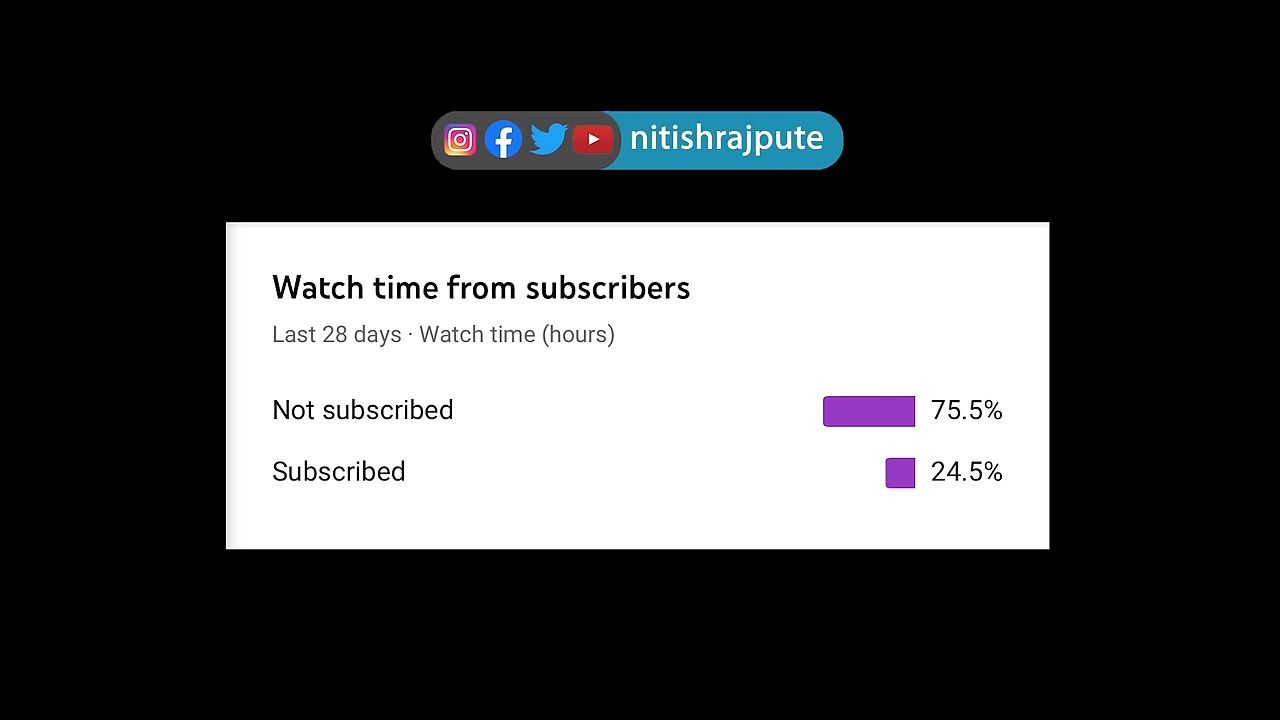 nitishrajpute
Watch time from subscribers
Last 28 days · Watch time (hours)
Not subscribed 75.5%
Subscribed 24.5%